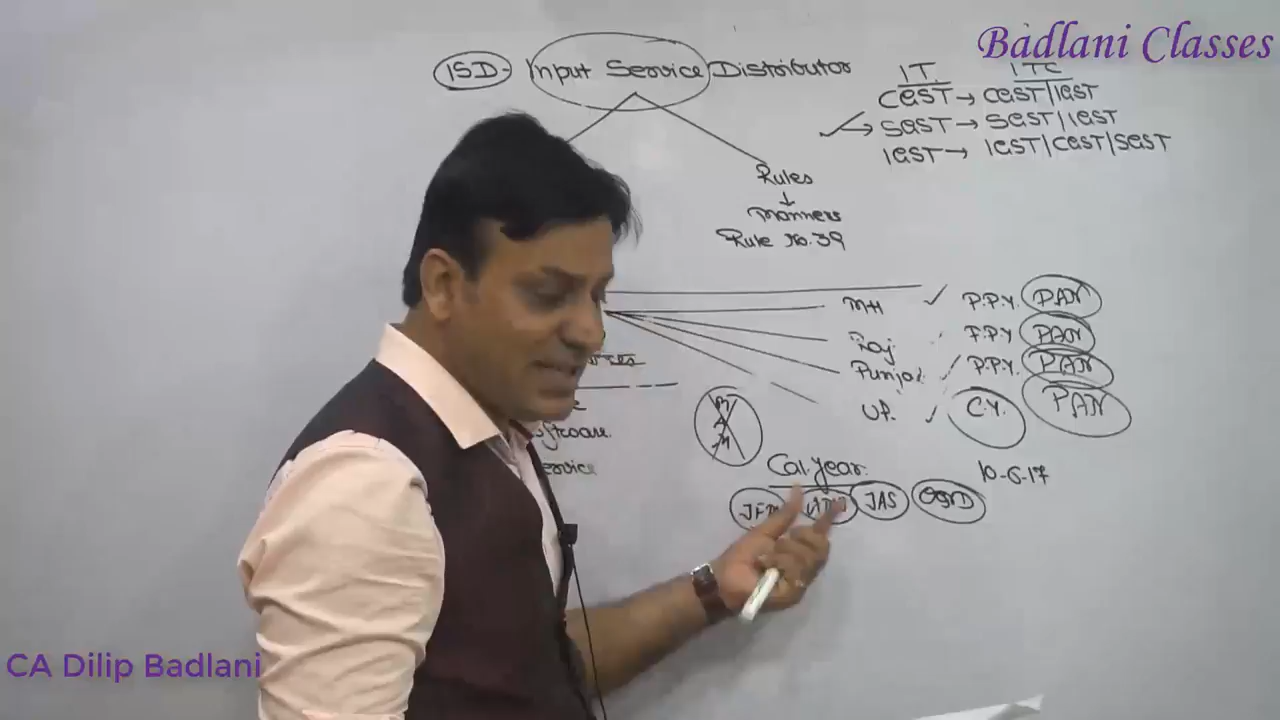 Badlani Classes
ISD- Input Service Distributor
IT. ITC
CGST → CGST/IGST
SGST → SGST/IGST
IGST → IGST/CGST/SGST
Rules
↓
Manners
Rule No.39
MH ✓ P.P.Y. PAN
Raj F.P.Y PAN
Punjab ✓ P.P.Y. PAN
UP. ✓ C.Y. PAN
Service
Cal.year.
10-6-17
JAS OND
CA Dilip Badlani